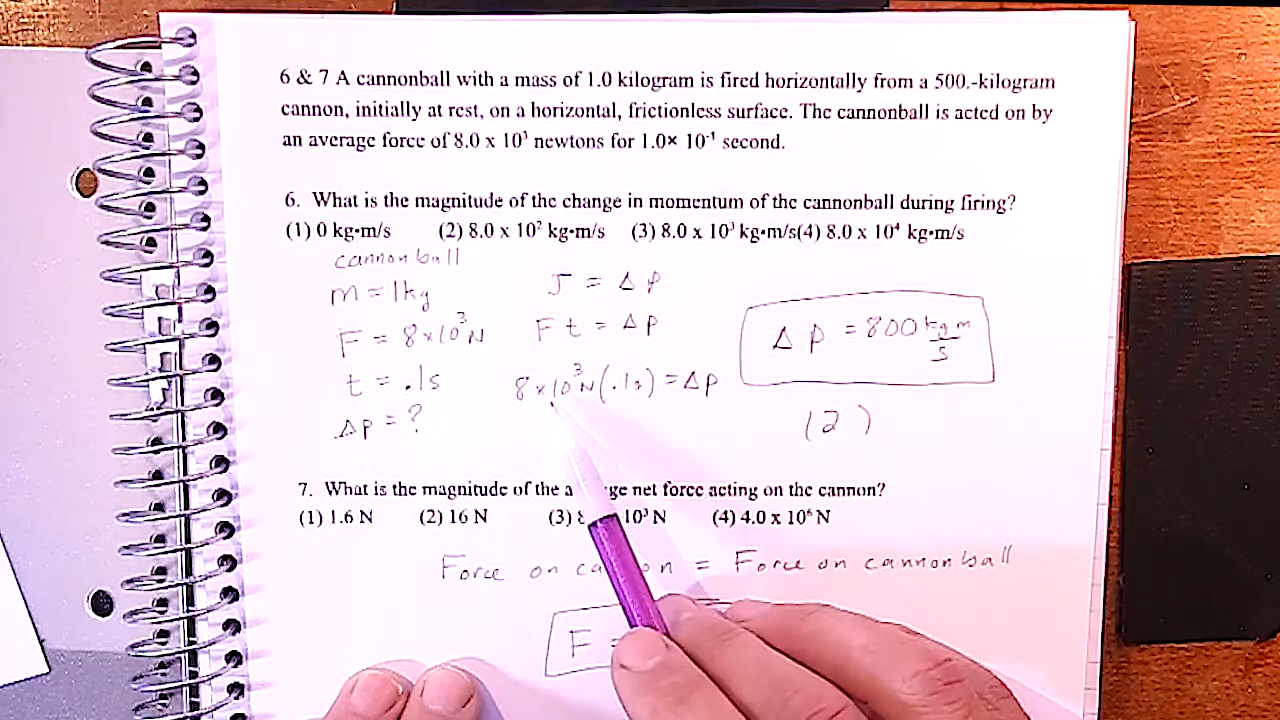 6 & 7 A cannonball with a mass of 1.0 kilogram is fired horizontally from a 500.-kilogram
cannon, initially at rest, on a horizontal, frictionless surface. The cannonball is acted on by
an average force of 8.0 x 10³ newtons for 1.0× 10⁻¹ second.
6. What is the magnitude of the change in momentum of the cannonball during firing?
(1) 0 kg•m/s (2) 8.0 x 10² kg•m/s (3) 8.0 x 10³ kg•m/s(4) 8.0 x 10⁴ kg•m/s
cannonball
m = 1kg
F = 8×10³N
t = .1s
Δp = ?
J = Δp
Ft = Δp
8×10³N(.1s) = Δp
Δp = 800 kg m/s
(2)
7. What is the magnitude of the net force acting on the cannon?
(1) 1.6 N (2) 16 N (3) 10³ N (4) 4.0 x 10⁶ N
Force on = Force on cannonball
F =